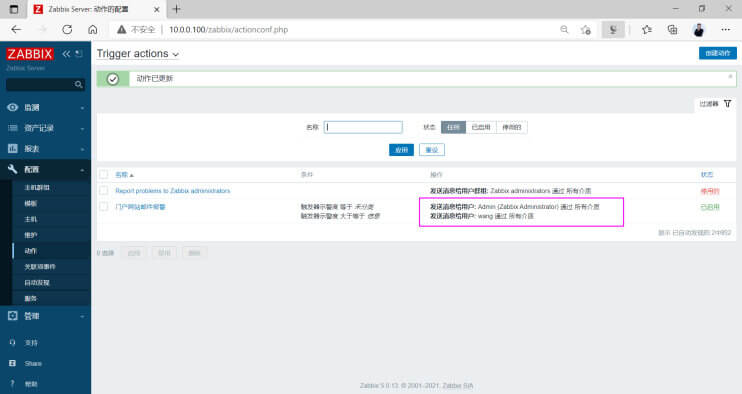 Zabbix Server: 动作的配置
不安全 | 10.0.0.100/zabbix/actionconf.php
ZABBIX
Zabbix Server
监测
资产记录
报表
配置
主机群组
模板
主机
维护
动作
关联项事件
自动发现
服务
管理
支持
Share
帮助
Trigger actions
创建动作
动作已更新
过滤器
名称
状态 任何 已启用 停用的
应用 重设
名称 条件 操作 状态
Report problems to Zabbix administrators 发送消息给用户群组: Zabbix administrators 通过 所有介质 停用的
门户网站邮件报警 触发器示警度 等于 未分类 发送消息给用户: Admin (Zabbix Administrator) 通过 所有介质 已启用
触发器示警度 大于等于 发送消息给用户: wang 通过 所有介质
显示 已自动发现的 2中的2
0 选择 启用 禁用 删除
Zabbix 5.0.13. © 2001–2021, Zabbix SIA